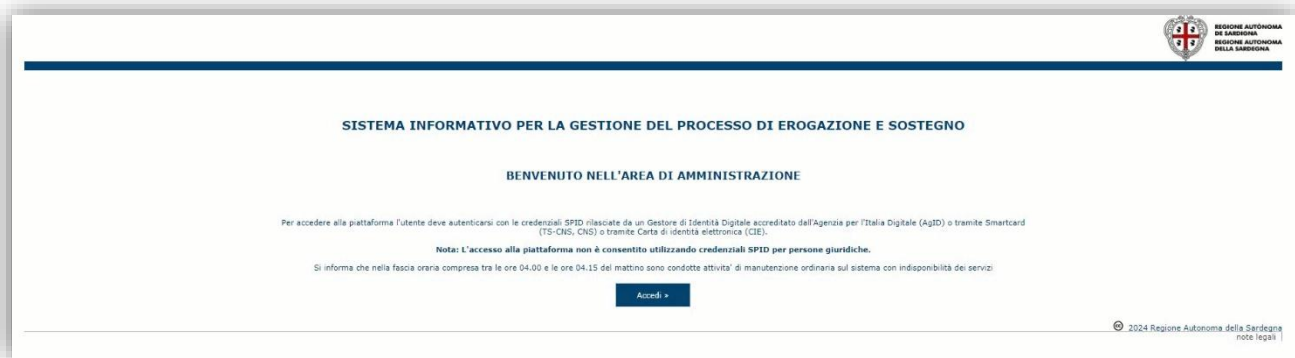 REGIONE AUTÒNOMA
DE SARDIGNA
REGIONE AUTONOMA
DELLA SARDEGNA
SISTEMA INFORMATIVO PER LA GESTIONE DEL PROCESSO DI EROGAZIONE E SOSTEGNO
BENVENUTO NELL'AREA DI AMMINISTRAZIONE
Per accedere alla piattaforma l'utente deve autenticarsi con le credenziali SPID rilasciate da un Gestore di Identità Digitale accreditato dall'Agenzia per l'Italia Digitale (AgID) o tramite Smartcard
(TS-CNS, CNS) o tramite Carta di identità elettronica (CIE).
Nota: L'accesso alla piattaforma non è consentito utilizzando credenziali SPID per persone giuridiche.
Si informa che nella fascia oraria compresa tra le ore 04.00 e le ore 04.15 del mattino sono condotte attivita' di manutenzione ordinaria sul sistema con indisponibilità dei servizi
Accedi »
2024 Regione Autonoma della Sardegna
note legali |